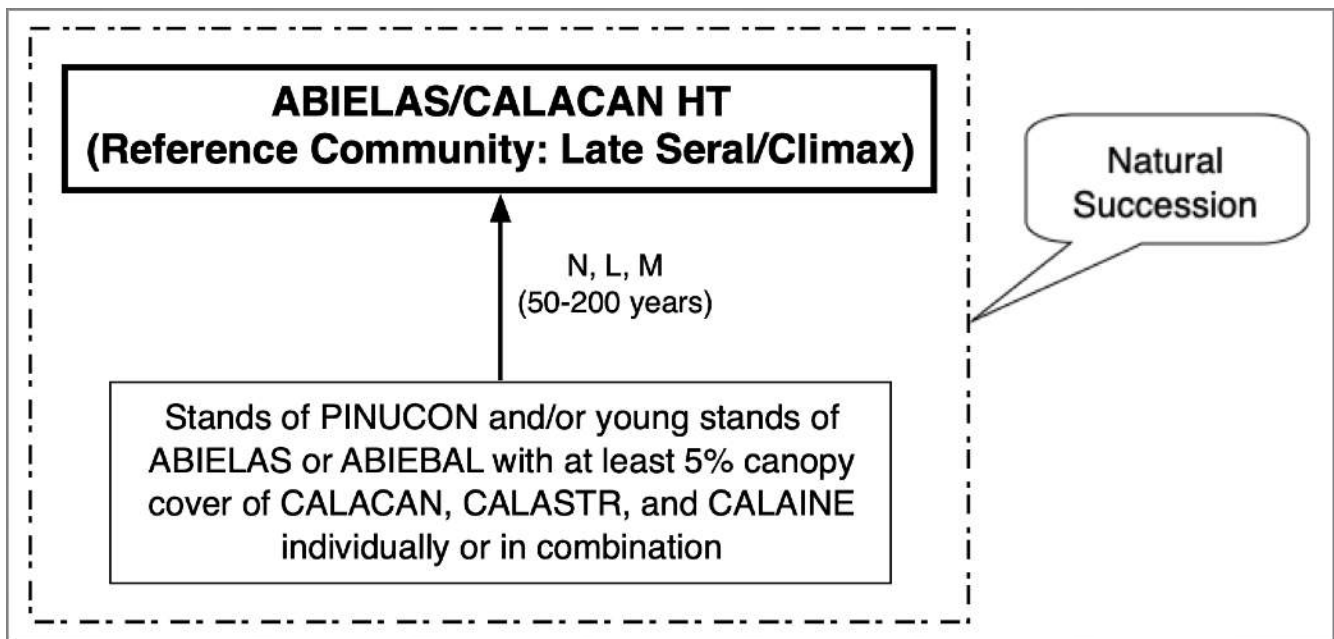 ABIELAS/CALACAN HT
(Reference Community: Late Seral/Climax)
Natural
Succession
N, L, M
(50-200 years)
Stands of PINUCON and/or young stands of
ABIELAS or ABIEBAL with at least 5% canopy
cover of CALACAN, CALASTR, and CALAINE
individually or in combination